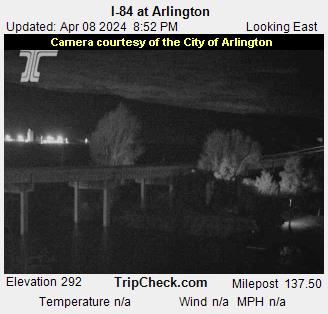 I-84 at Arlington
Updated: Apr 08 2024 8:52 PM Looking East
Camera courtesy of the City of Arlington
Elevation 292 TripCheck.com Milepost 137.50
Temperature n/a Wind n/a MPH n/a